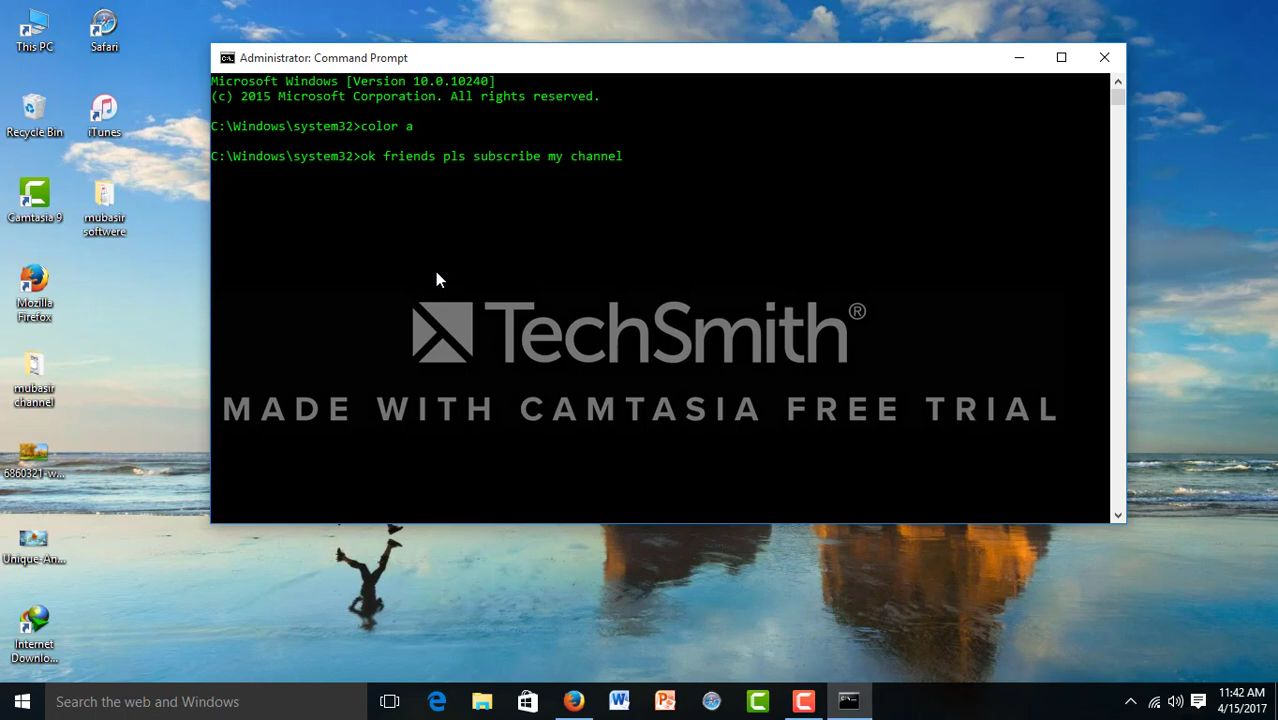 This PC
Safari
Recycle Bin
iTunes
Camtasia 9
mubasir
softwere
Mozilla
Firefox
mubasir
channel
6860321-w...
Unique-An...
Internet
Downlo...
Administrator: Command Prompt
Microsoft Windows [Version 10.0.10240]
(c) 2015 Microsoft Corporation. All rights reserved.
C:\Windows\system32>color a
C:\Windows\system32>ok friends pls subscribe my channel
TechSmith®
MADE WITH CAMTASIA FREE TRIAL
Search the web and Windows
11:42 AM
4/15/2017